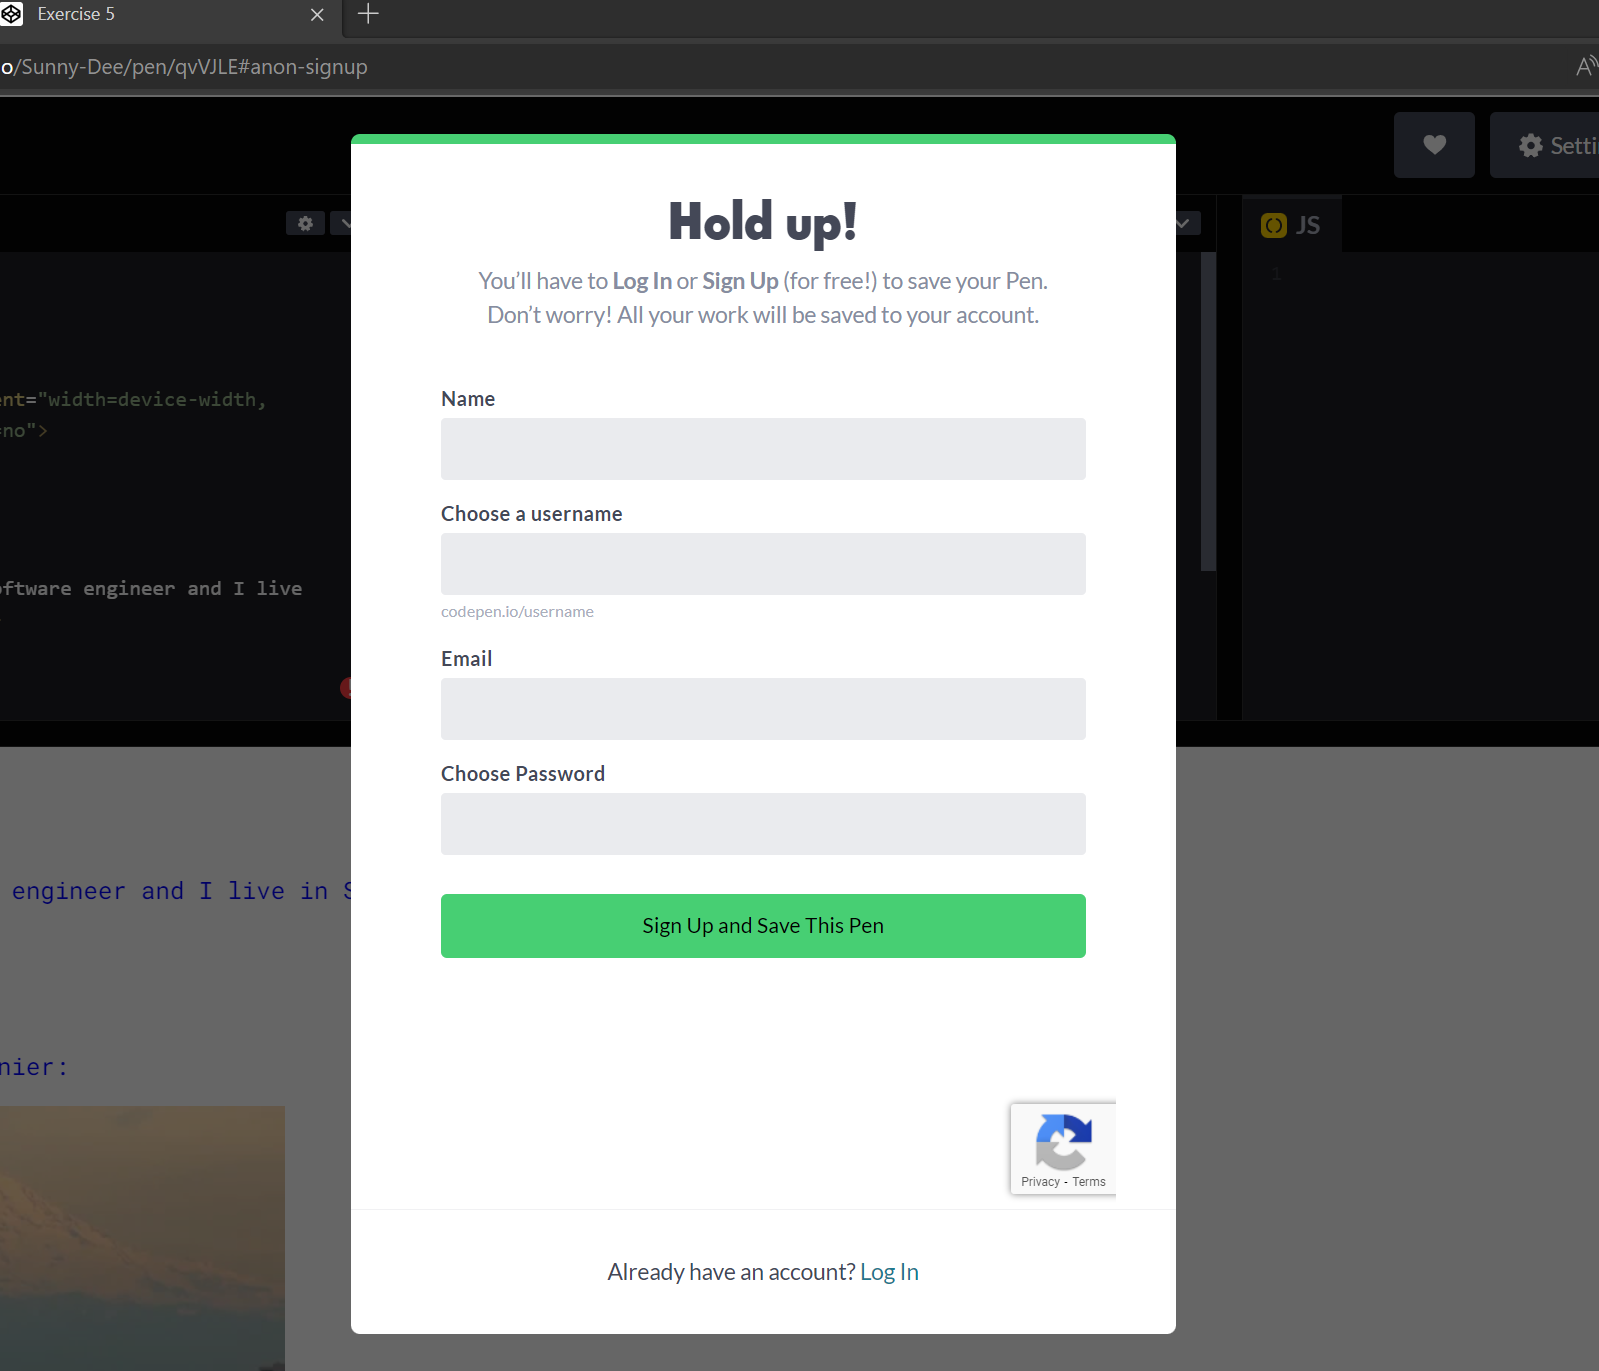 Exercise 5
o/Sunny-Dee/pen/qvVJLE#anon-signup
Hold up!
You’ll have to Log In or Sign Up (for free!) to save your Pen.
Don’t worry! All your work will be saved to your account.
Name
Choose a username
codepen.io/username
Email
Choose Password
Sign Up and Save This Pen
Privacy - Terms
Already have an account? Log In
Setti
JS
1
ent="width=device-width,
=no">
oftware engineer and I live
engineer and I live in S
nier: